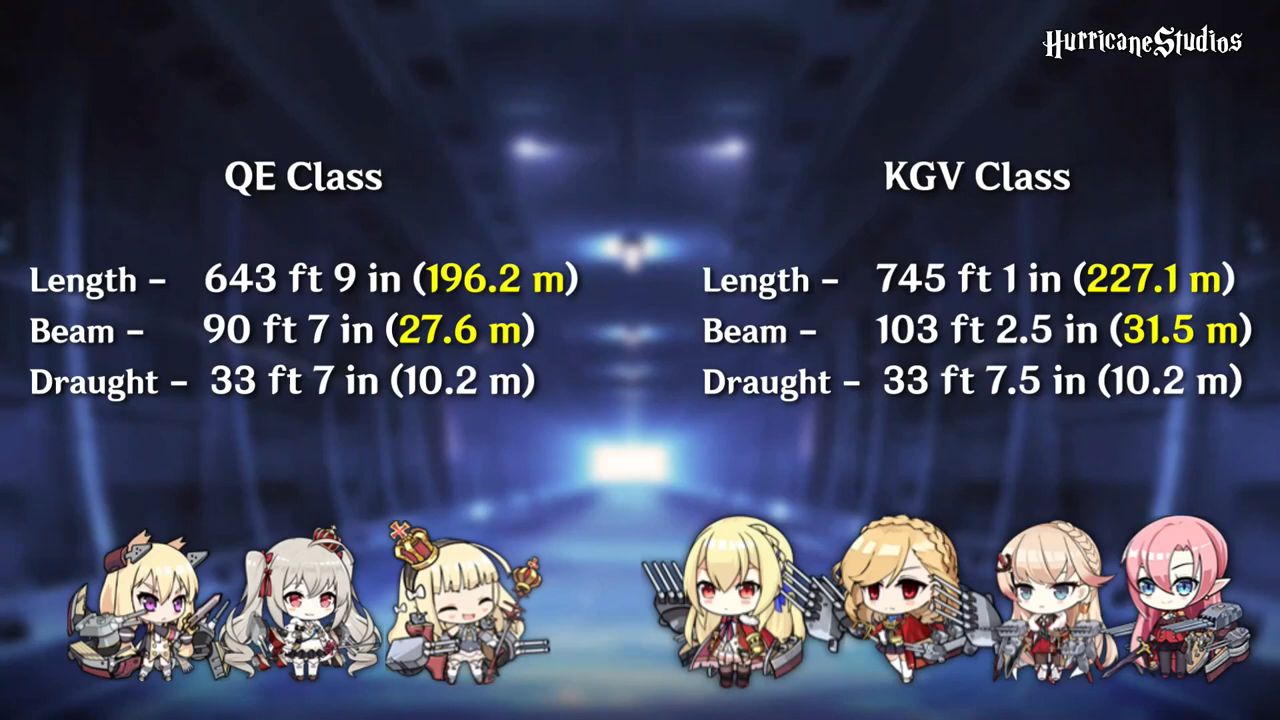 HurricaneStudios
QE Class
Length – 643 ft 9 in (196.2 m)
Beam – 90 ft 7 in (27.6 m)
Draught – 33 ft 7 in (10.2 m)
KGV Class
Length – 745 ft 1 in (227.1 m)
Beam – 103 ft 2.5 in (31.5 m)
Draught – 33 ft 7.5 in (10.2 m)